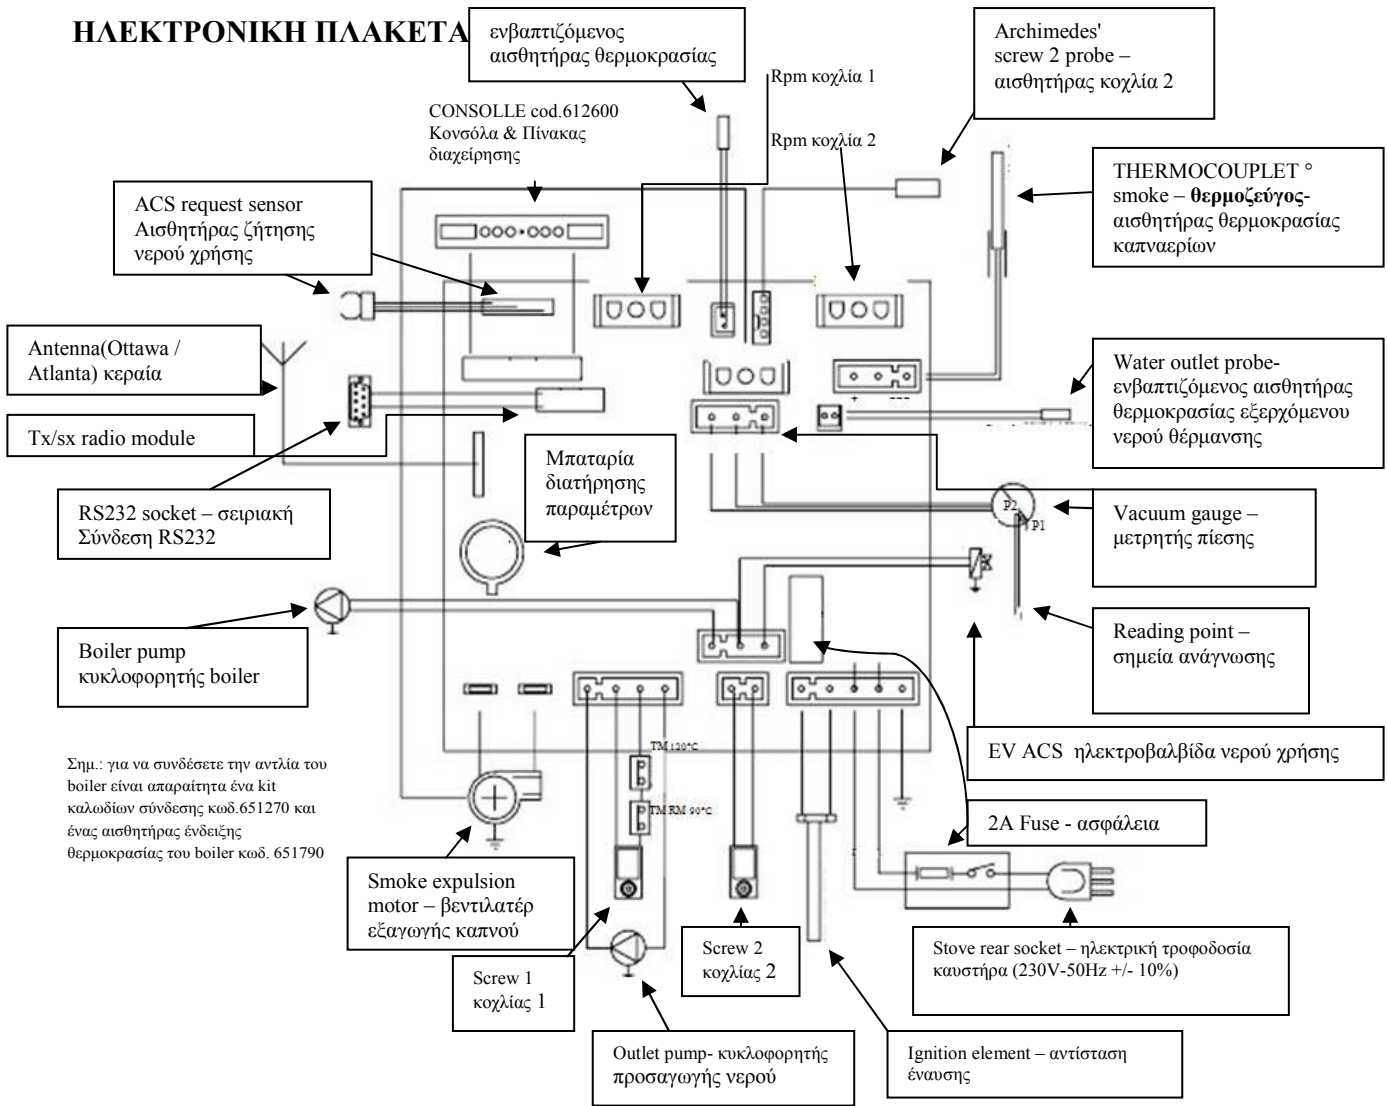 ΗΛΕΚΤΡΟΝΙΚΗ ΠΛΑΚΕΤΑ
ενβαπτιζόμενος
αισθητήρας θερμοκρασίας
Archimedes'
screw 2 probe –
αισθητήρας κοχλία 2
Rpm κοχλία 1
CONSOLLE cod.612600
Κονσόλα & Πίνακας
διαχείρησης
Rpm κοχλία 2
THERMOCOUPLET °
smoke – θερμοζεύγος-
αισθητήρας θερμοκρασίας
καπναερίων
ACS request sensor
Αισθητήρας ζήτησης
νερού χρήσης
Antenna(Ottawa /
Atlanta) κεραία
Water outlet probe-
ενβαπτιζόμενος αισθητήρας
θερμοκρασίας εξερχόμενου
νερού θέρμανσης
+ ---
Tx/sx radio module
Μπαταρία
διατήρησης
παραμέτρων
RS232 socket – σειριακή
Σύνδεση RS232
P2
P1
Vacuum gauge –
μετρητής πίεσης
Boiler pump
κυκλοφορητής boiler
Reading point –
σημεία ανάγνωσης
EV ACS ηλεκτροβαλβίδα νερού χρήσης
TM 120°C
TM RM 90°C
Σημ.: για να συνδέσετε την αντλία του
boiler είναι απαραίτητα ένα kit
καλωδίων σύνδεσης κωδ.651270 και
ένας αισθητήρας ένδειξης
θερμοκρασίας του boiler κωδ. 651790
2A Fuse - ασφάλεια
Smoke expulsion
motor – βεντιλατέρ
εξαγωγής καπνού
Screw 1
κοχλίας 1
Screw 2
κοχλίας 2
Stove rear socket – ηλεκτρική τροφοδοσία
καυστήρα (230V-50Hz +/- 10%)
Outlet pump- κυκλοφορητής
προσαγωγής νερού
Ignition element – αντίσταση
έναυσης